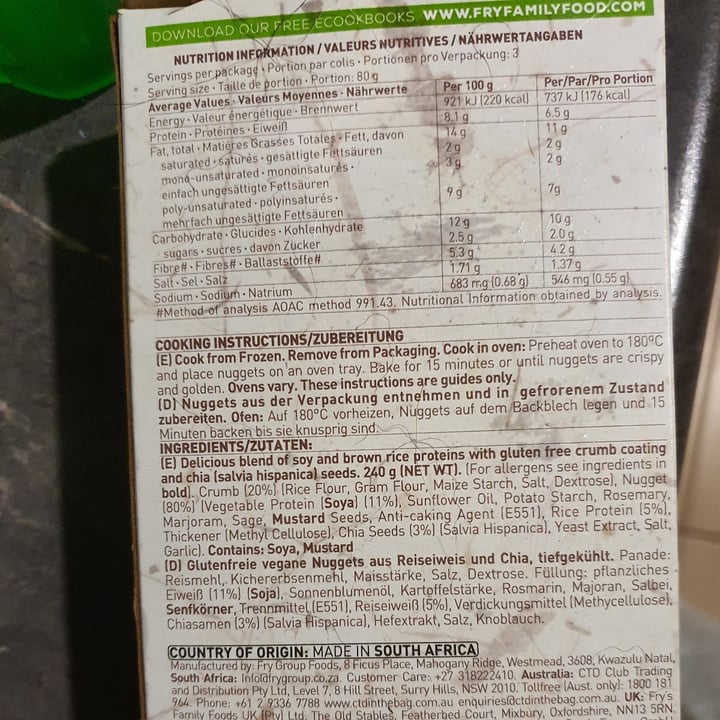 DOWNLOAD OUR FREE ECOOKBOOKS WWW.FRYFAMILYFOOD.COM
NUTRITION INFORMATION / VALEURS NUTRITIVES / NÄHRWERTANGABEN
Servings per package · Portion par colis · Portionen pro Verpackung: 3
Serving size · Taille de portion · Portion: 80 g
Average Values · Valeurs Moyennes · Nährwerte Per 100 g Per/Par/Pro Portion
Energy · Valeur énergétique · Brennwert 921 kJ (220 kcal) 737 kJ (176 kcal)
Protein · Protéines · Eiweiß 8.1 g 6.5 g
Fat, total · Matières Grasses Totales · Fett, davon 14 g 11 g
saturated · saturés · gesättigte Fettsäuren 2 g 2 g
mono-unsaturated · monoinsaturés · 3 g 2 g
einfach ungesättigte Fettsäuren
poly-unsaturated · polyinsaturés · 9 g 7g
mehrfach ungesättigte Fettsäuren
Carbohydrate · Glucides · Kohlenhydrate 12 g 10 g
sugars · sucres · davon Zucker 2.5 g 2.0 g
Fibre# · Fibres# · Ballaststoffe# 5.3 g 4.2 g
Salt · Sel · Salz 1.71 g 1.37 g
Sodium · Sodium · Natrium 683 mg (0.68 g) 546 mg (0.55 g)
#Method of analysis AOAC method 991.43. Nutritional Information obtained by analysis.
COOKING INSTRUCTIONS/ZUBEREITUNG
(E) Cook from Frozen. Remove from Packaging. Cook in oven: Preheat oven to 180ºC
and place nuggets on an oven tray. Bake for 15 minutes or until nuggets are crispy
and golden. Ovens vary. These instructions are guides only.
(D) Nuggets aus der Verpackung entnehmen und in gefrorenem Zustand
zubereiten. Ofen: Auf 180ºC vorheizen, Nuggets auf dem Backblech legen und 15
Minuten backen bis sie knusprig sind.
INGREDIENTS/ZUTATEN:
(E) Delicious blend of soy and brown rice proteins with gluten free crumb coating
and chia (salvia hispanica) seeds. 240 g (NET WT). (For allergens see ingredients in
bold). Crumb (20%) (Rice Flour, Gram Flour, Maize Starch, Salt, Dextrose), Nugget
(80%) (Vegetable Protein (Soya) (11%), Sunflower Oil, Potato Starch, Rosemary,
Marjoram, Sage, Mustard Seeds, Anti-caking Agent (E551), Rice Protein (5%),
Thickener (Methyl Cellulose), Chia Seeds (3%) (Salvia Hispanica), Yeast Extract, Salt,
Garlic). Contains: Soya, Mustard
(D) Glutenfreie vegane Nuggets aus Reiseiweis und Chia, tiefgekühlt. Panade:
Reismehl, Kichererbsenmehl, Maisstärke, Salz, Dextrose. Füllung: pflanzliches
Eiweiß (11%) (Soja), Sonnenblumenöl, Kartoffelstärke, Rosmarin, Majoran, Salbei,
Senfkörner, Trennmittel (E551), Reiseiweiß (5%), Verdickungsmittel (Methycellulose),
Chiasamen (3%) (Salvia Hispanica), Hefextrakt, Salz, Knoblauch.
COUNTRY OF ORIGIN: MADE IN SOUTH AFRICA
Manufactured by: Fry Group Foods, 8 Ficus Place, Mahogany Ridge, Westmead, 3608, Kwazulu Natal,
South Africa: Info@frygroup.co.za. Customer Care: +27 318222410. Australia: CTD Club Trading
and Distribution Pty Ltd, Level 7, 8 Hill Street, Surry Hills, NSW 2010. Tollfree (Aust. only): 1800 181
964. Phone: +61 2 9336 7788 www.ctdinthebag.com.au enquiries@ctdinthebag.com.au. UK: Fry's
Family Foods UK (Pty) Ltd. The Old Stables, Featherbed Court, Mixbury, Oxfordshire, NN13 5RN.